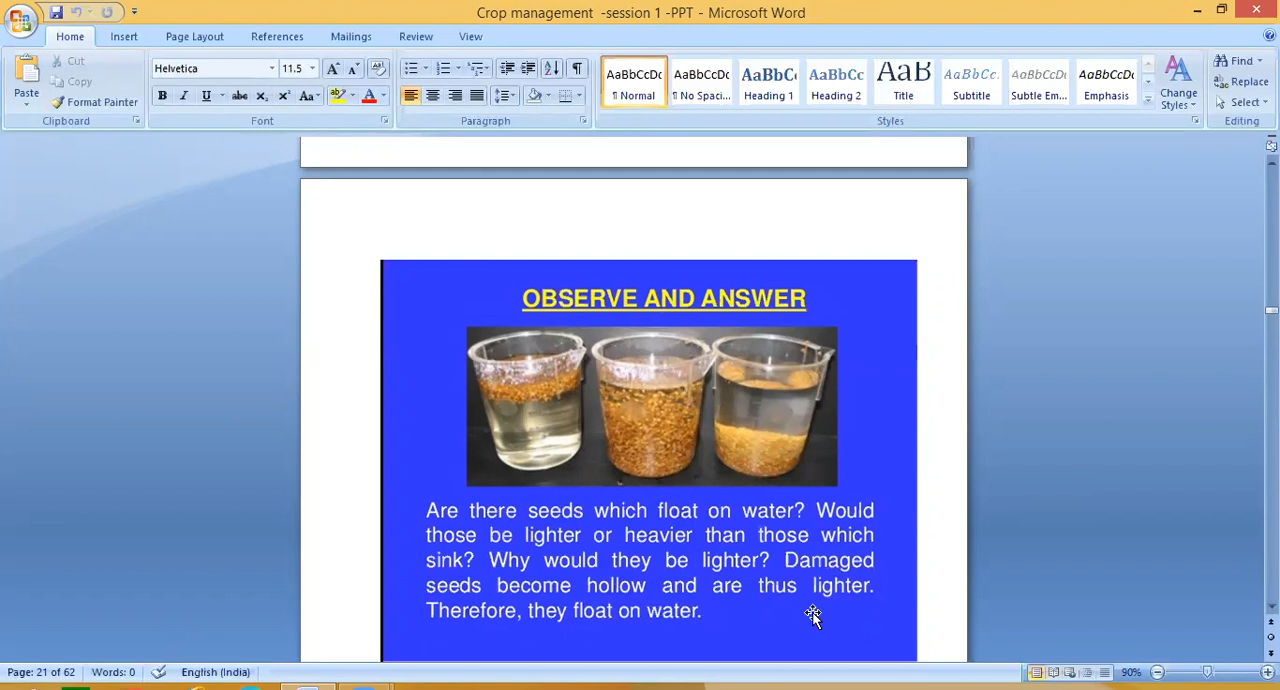 Crop management -session 1 -PPT - Microsoft Word
Home Insert Page Layout References Mailings Review View
Paste
Cut
Copy
Format Painter
Clipboard
Helvetica 11.5
Font
Paragraph
AaBbCcDc AaBbCcDc AaBbCc AaBbCc AaB AaBbCc. AaBbCcDc AaBbCcDc
¶ Normal ¶ No Spaci... Heading 1 Heading 2 Title Subtitle Subtle Em... Emphasis
Styles
Change
Styles
Find
Replace
Select
Editing
OBSERVE AND ANSWER
Are there seeds which float on water? Would
those be lighter or heavier than those which
sink? Why would they be lighter? Damaged
seeds become hollow and are thus lighter.
Therefore, they float on water.
Page: 21 of 62 Words: 0 English (India) 90%